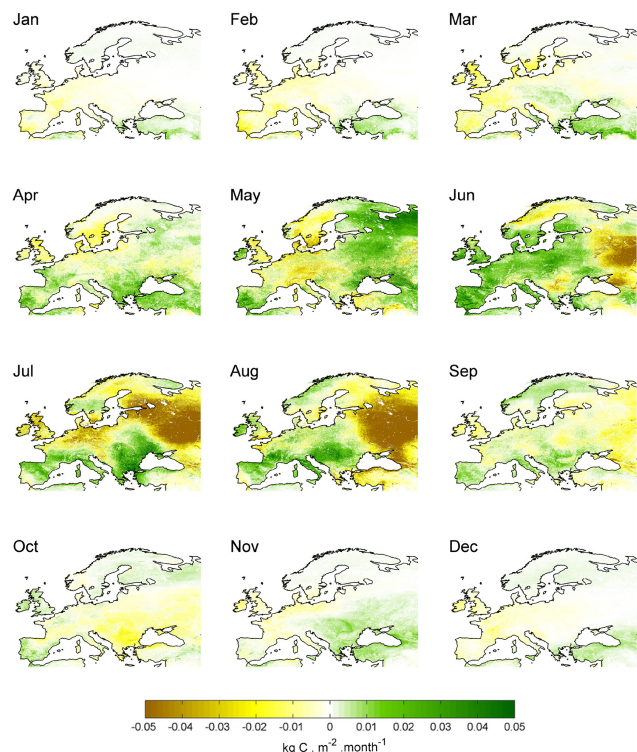 Jan Feb Mar
Apr May Jun
Jul Aug Sep
Oct Nov Dec
-0.05 -0.04 -0.03 -0.02 -0.01 0 0.01 0.02 0.03 0.04 0.05
kg C . m⁻² .month⁻¹